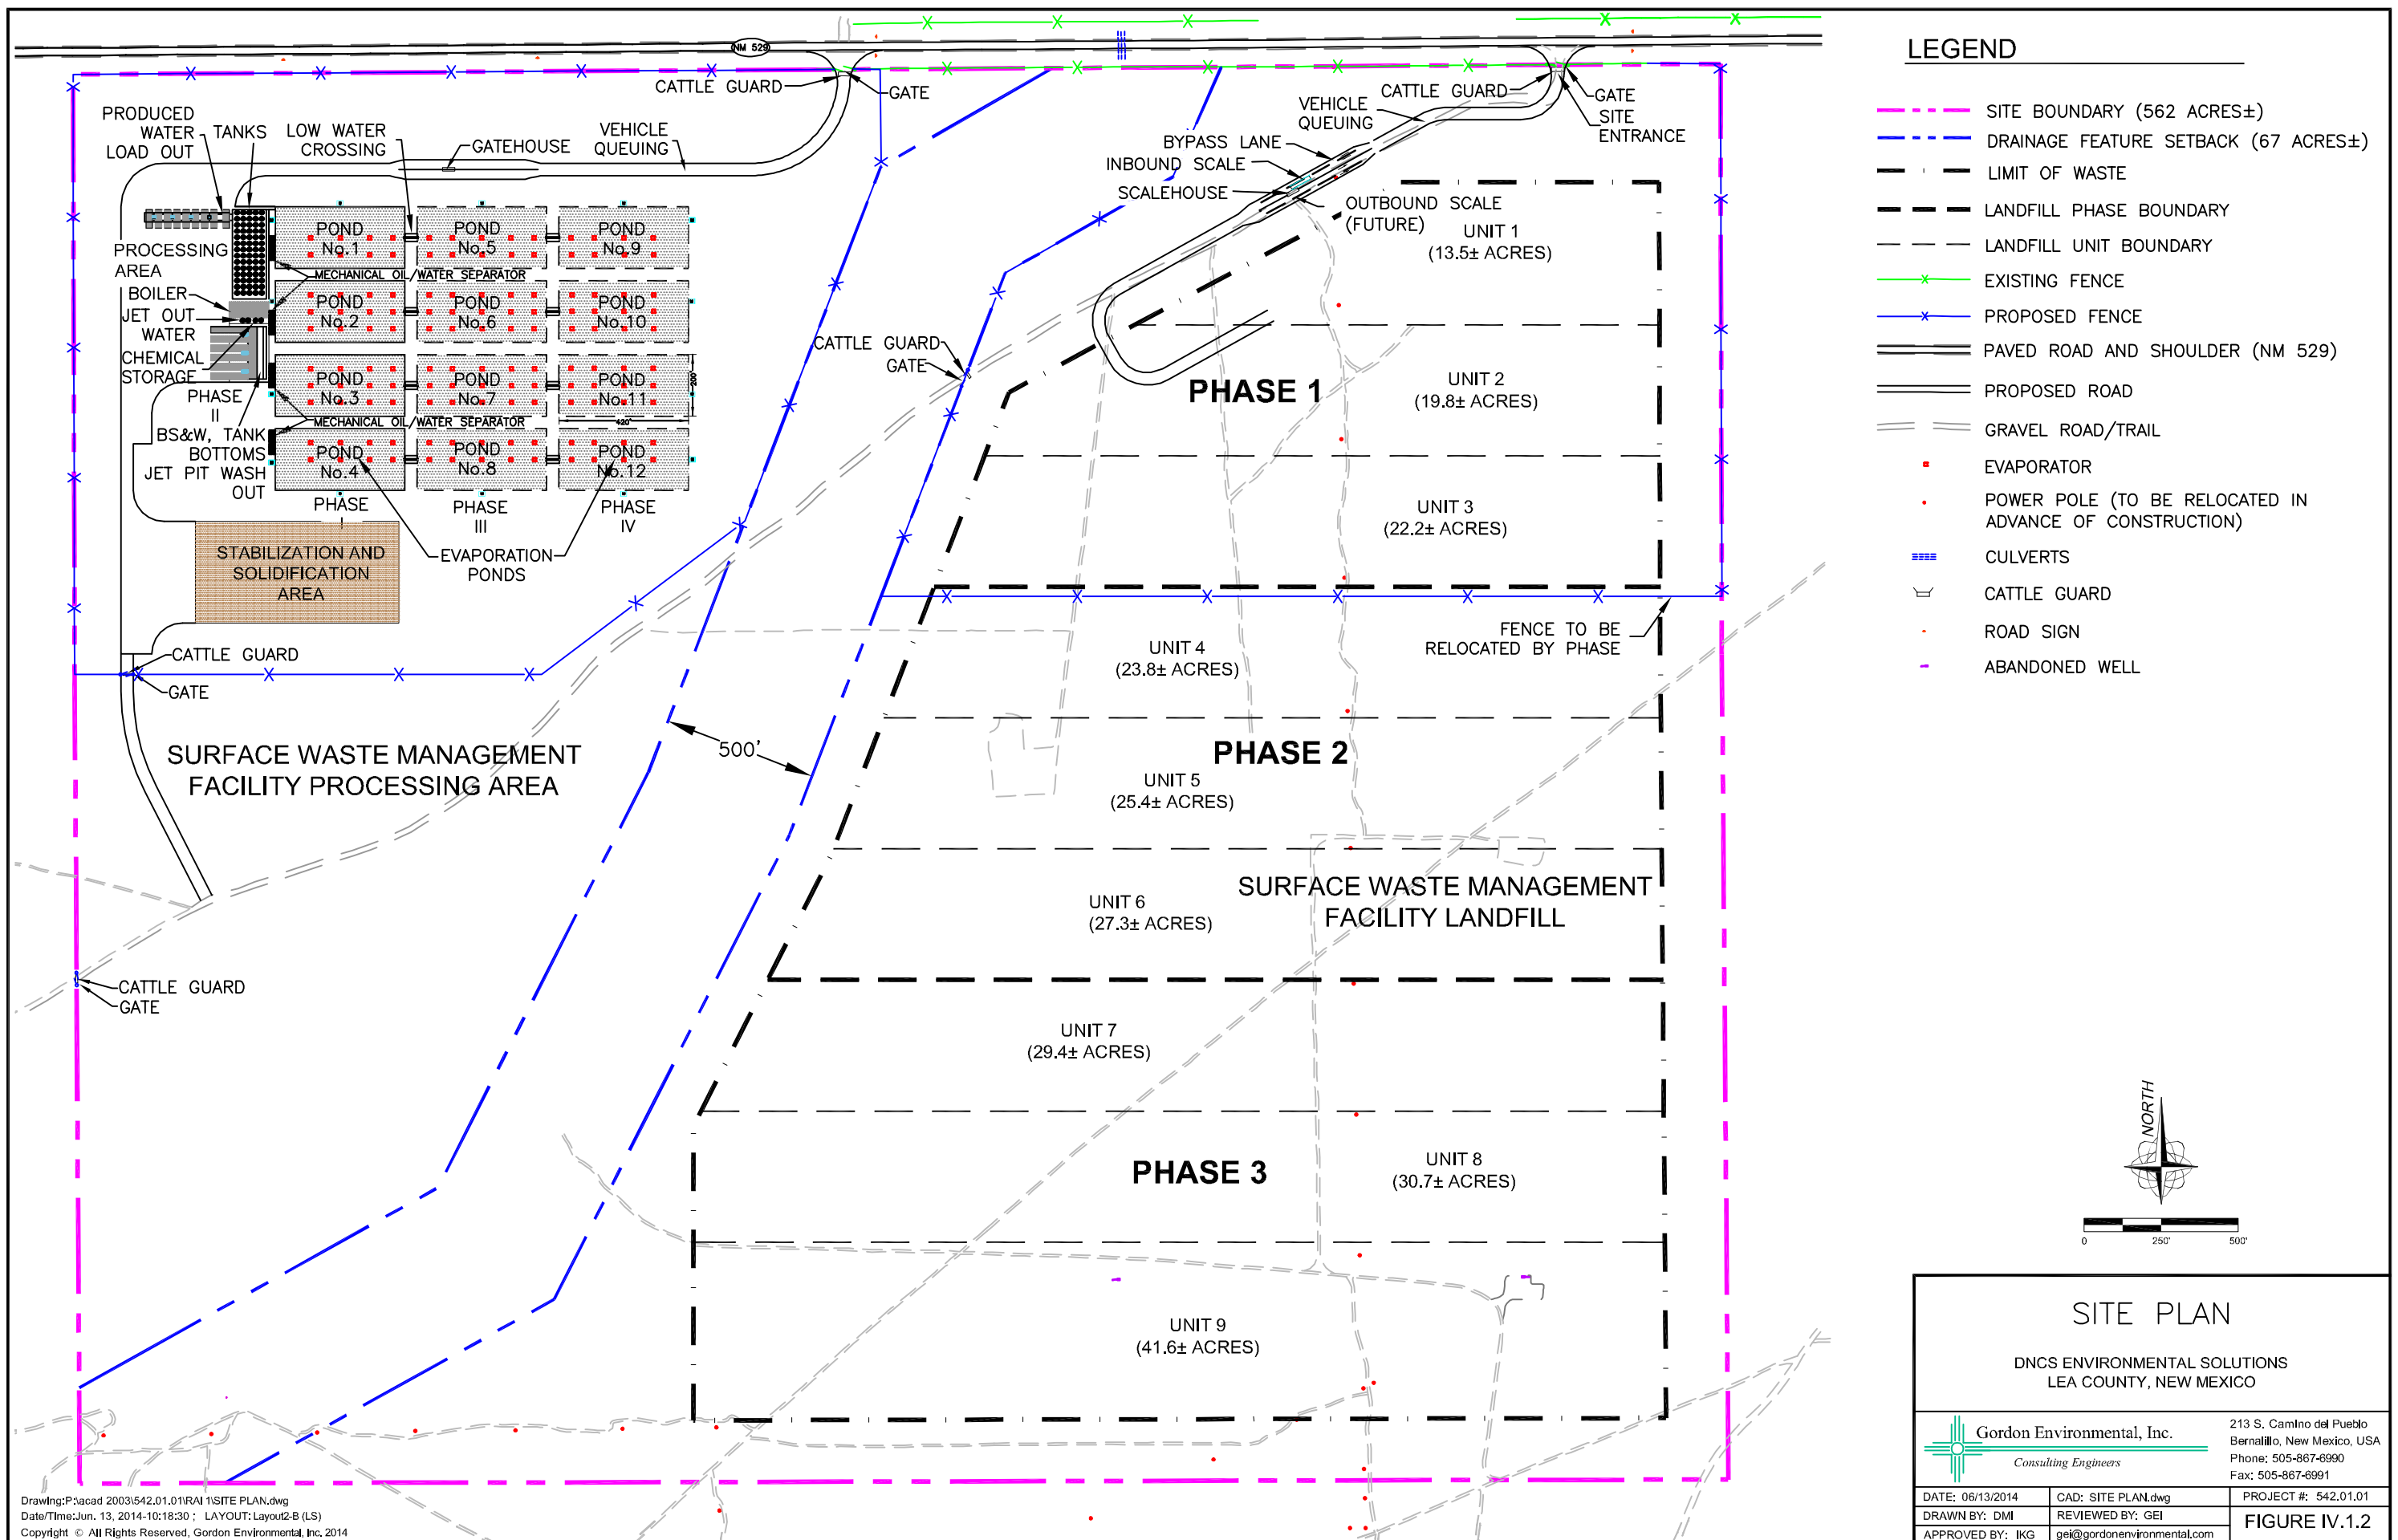 NM 529
CATTLE GUARD
GATE
PRODUCED
WATER
LOAD OUT
TANKS
LOW WATER
CROSSING
GATEHOUSE
VEHICLE
QUEUING
PROCESSING
AREA
BOILER
JET OUT
WATER
CHEMICAL
STORAGE
PHASE
II
BS&W, TANK
BOTTOMS
JET PIT WASH
OUT
POND
No.1
POND
No.5
POND
No.9
MECHANICAL OIL/WATER SEPARATOR
POND
No.2
POND
No.6
POND
No.10
POND
No.3
POND
No.7
POND
No.11
200'
MECHANICAL OIL/WATER SEPARATOR
420'
POND
No.4
POND
No.8
POND
No.12
PHASE
I
PHASE
III
PHASE
IV
EVAPORATION
PONDS
STABILIZATION AND
SOLIDIFICATION
AREA
CATTLE GUARD
GATE
SURFACE WASTE MANAGEMENT
FACILITY PROCESSING AREA
CATTLE GUARD
GATE
500'
CATTLE GUARD
GATE
VEHICLE
QUEUING
BYPASS LANE
INBOUND SCALE
SCALEHOUSE
OUTBOUND SCALE
(FUTURE)
CATTLE GUARD
GATE
SITE
ENTRANCE
UNIT 1
(13.5± ACRES)
PHASE 1
UNIT 2
(19.8± ACRES)
UNIT 3
(22.2± ACRES)
FENCE TO BE
RELOCATED BY PHASE
UNIT 4
(23.8± ACRES)
PHASE 2
UNIT 5
(25.4± ACRES)
UNIT 6
(27.3± ACRES)
SURFACE WASTE MANAGEMENT
FACILITY LANDFILL
UNIT 7
(29.4± ACRES)
PHASE 3
UNIT 8
(30.7± ACRES)
UNIT 9
(41.6± ACRES)
LEGEND
SITE BOUNDARY (562 ACRES±)
DRAINAGE FEATURE SETBACK (67 ACRES±)
LIMIT OF WASTE
LANDFILL PHASE BOUNDARY
LANDFILL UNIT BOUNDARY
EXISTING FENCE
PROPOSED FENCE
PAVED ROAD AND SHOULDER (NM 529)
PROPOSED ROAD
GRAVEL ROAD/TRAIL
EVAPORATOR
POWER POLE (TO BE RELOCATED IN
ADVANCE OF CONSTRUCTION)
CULVERTS
CATTLE GUARD
ROAD SIGN
ABANDONED WELL
NORTH
0 250' 500'
SITE PLAN
DNCS ENVIRONMENTAL SOLUTIONS
LEA COUNTY, NEW MEXICO
Gordon Environmental, Inc.
Consulting Engineers
213 S. Camino del Pueblo
Bernalillo, New Mexico, USA
Phone: 505-867-6990
Fax: 505-867-6991
DATE: 06/13/2014
CAD: SITE PLAN.dwg
PROJECT #: 542.01.01
DRAWN BY: DMI
REVIEWED BY: GEI
APPROVED BY: IKG
gei@gordonenvironmental.com
FIGURE IV.1.2
Drawing:P:\acad 2003\542.01.01\RAI 1\SITE PLAN.dwg
Date/Time:Jun. 13, 2014-10:18:30 ; LAYOUT: Layout2-B (LS)
Copyright © All Rights Reserved, Gordon Environmental, Inc. 2014